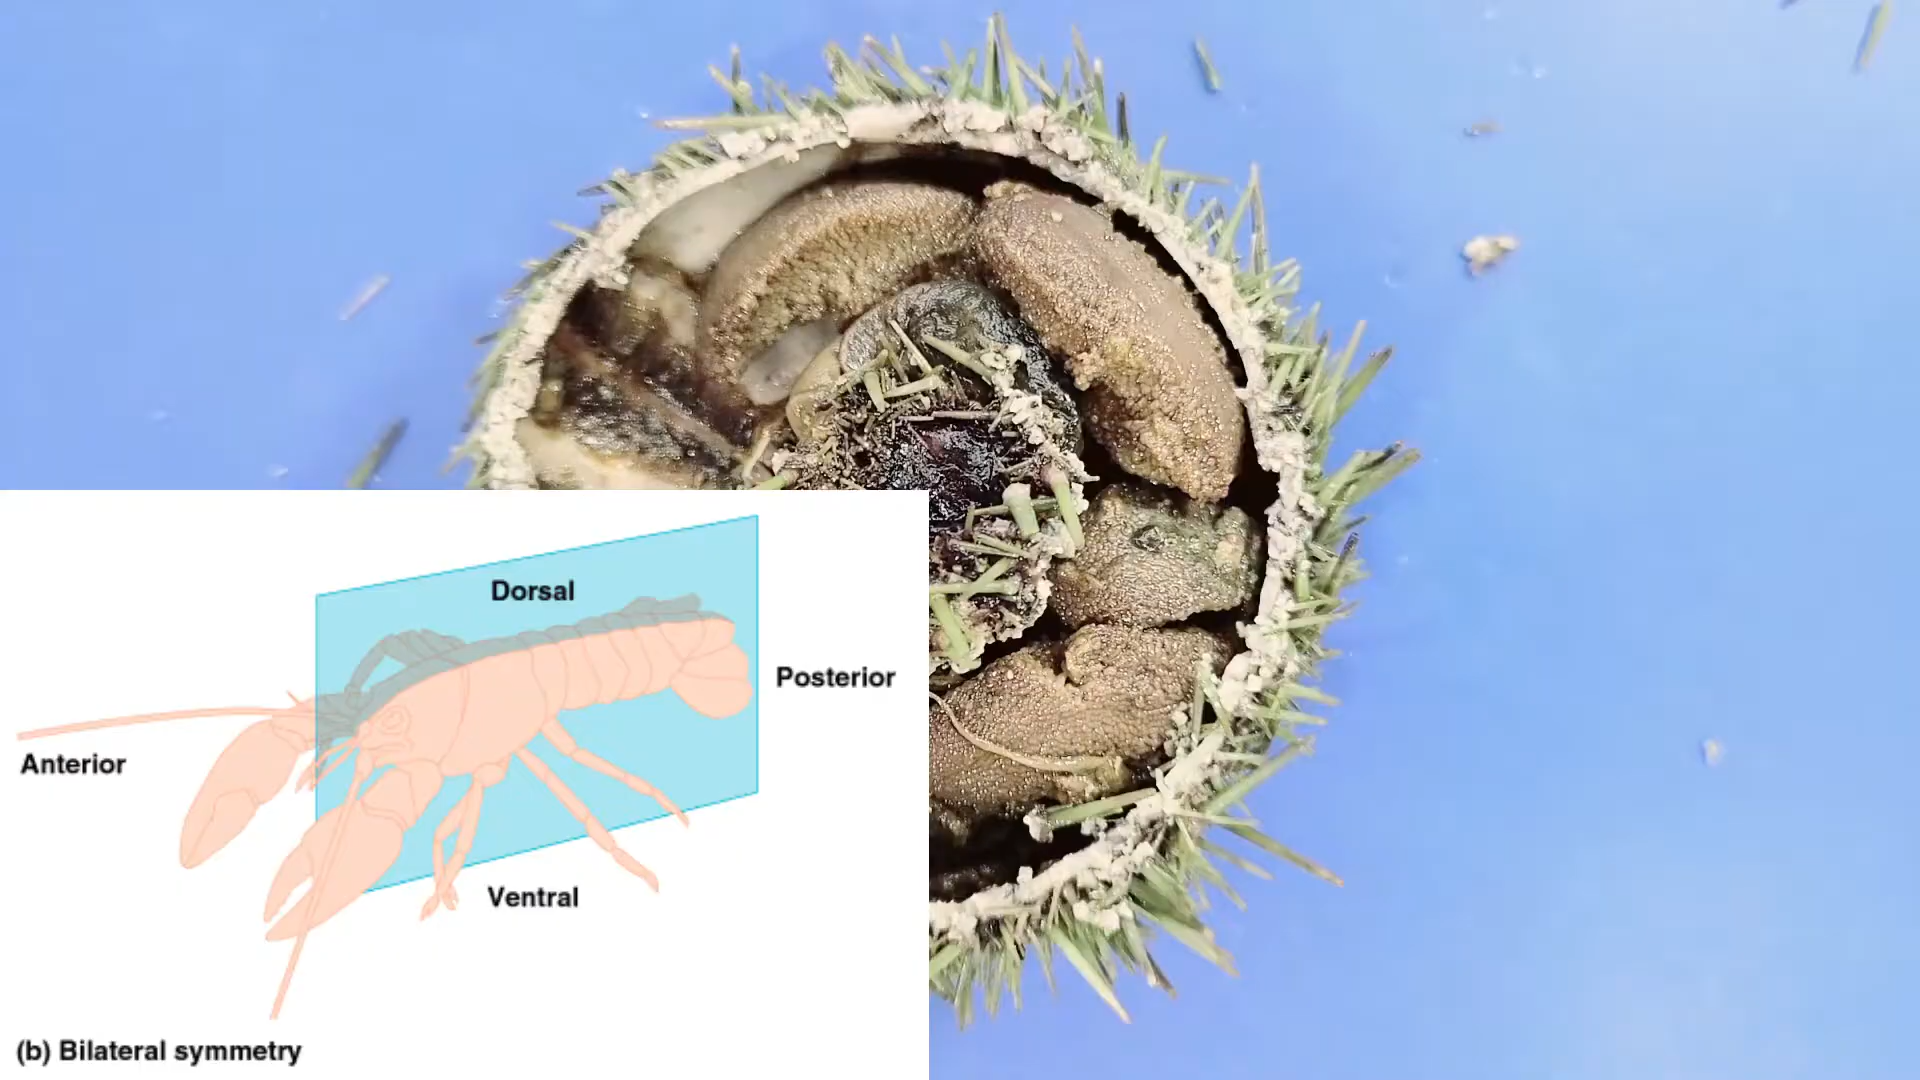 Dorsal
Posterior
Anterior
Ventral
(b) Bilateral symmetry